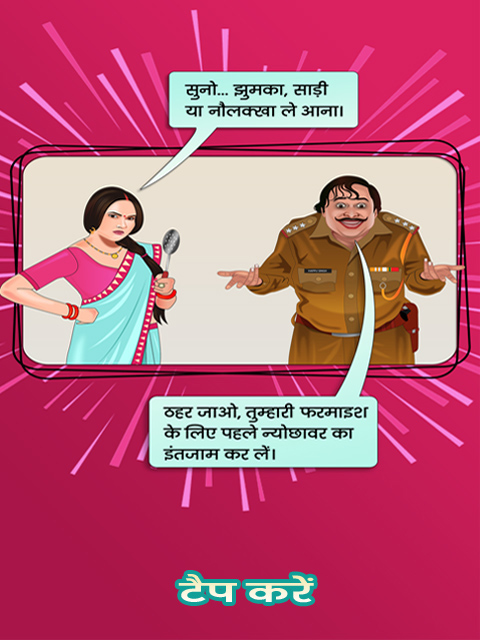 सुनो... झुमका, साड़ी
या नौलक्खा ले आना।
ठहर जाओ, तुम्हारी फरमाइश
के लिए पहले न्योछावर का
इंतजाम कर लें।
टैप करें